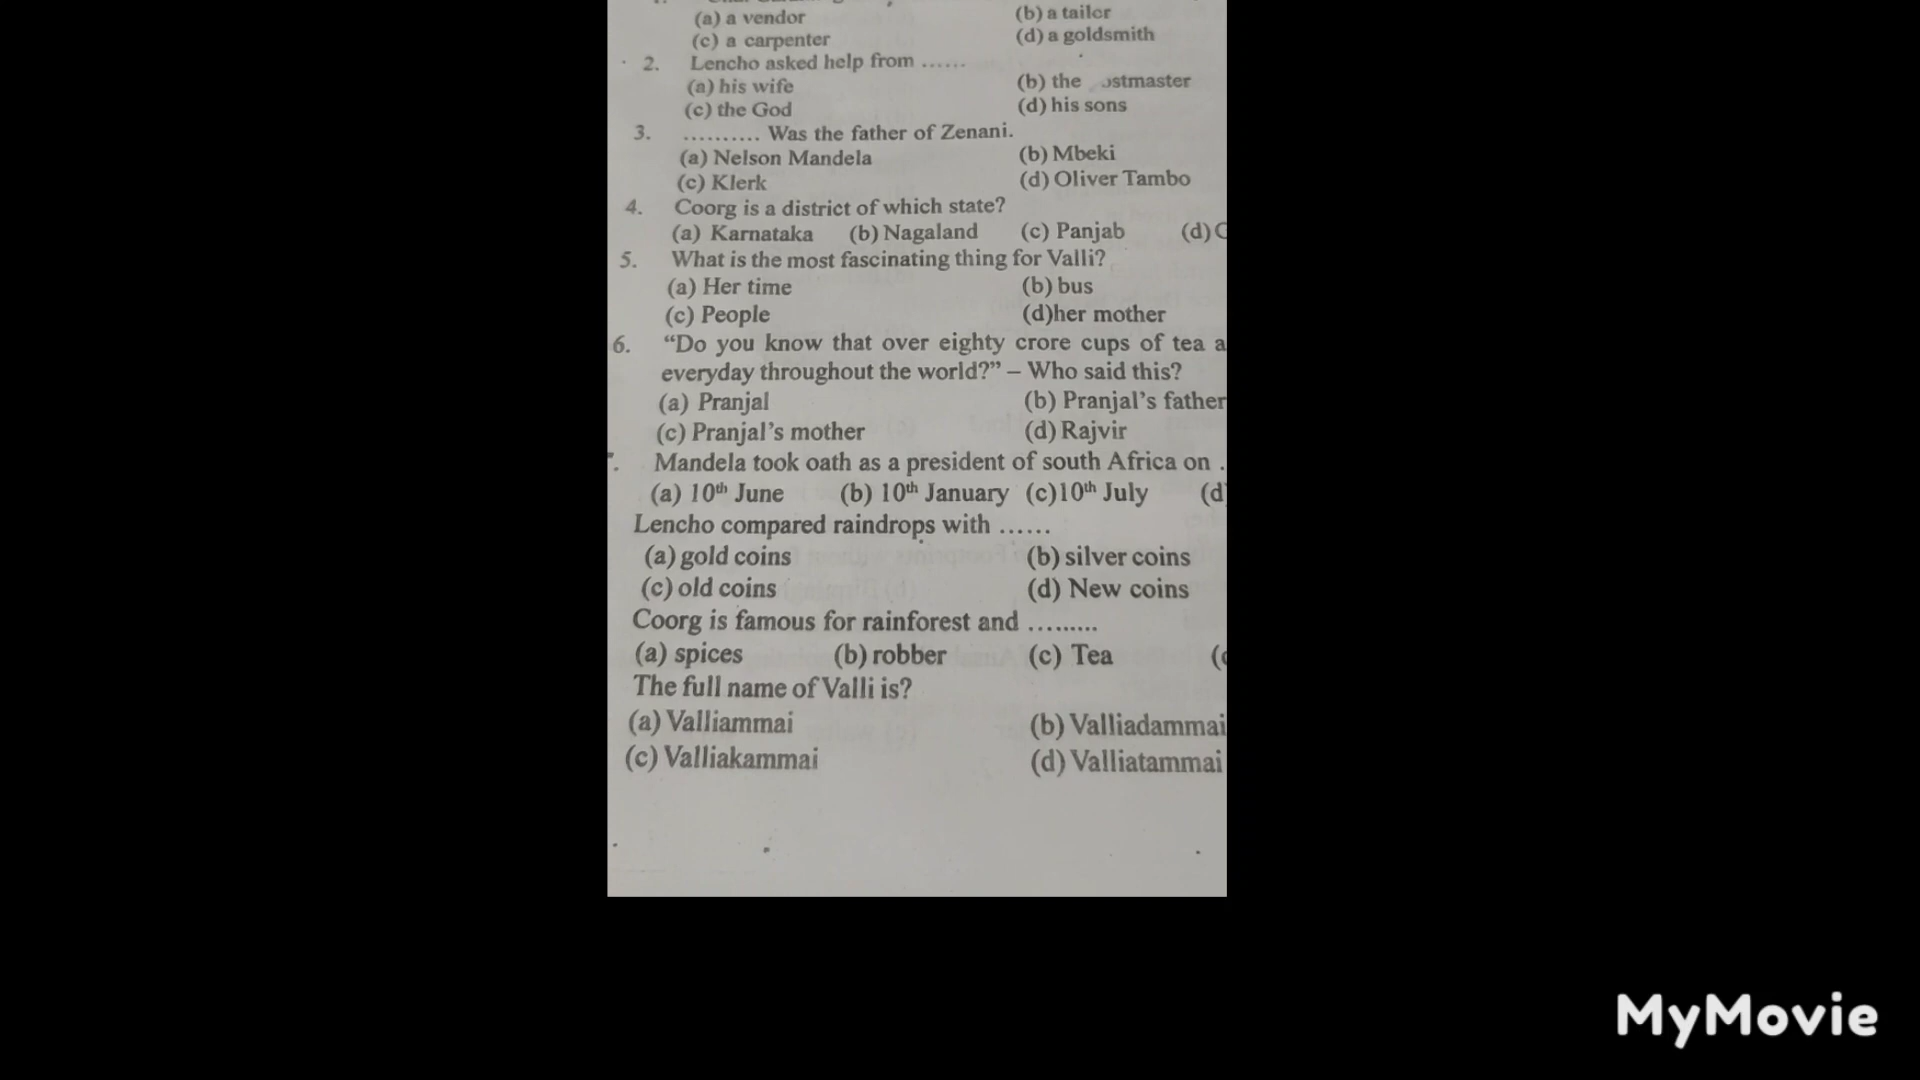 (a) a vendor (b) a tailor
(c) a carpenter (d) a goldsmith
2. Lencho asked help from ......
(a) his wife (b) the ostmaster
(c) the God (d) his sons
3. .......... Was the father of Zenani.
(a) Nelson Mandela (b) Mbeki
(c) Klerk (d) Oliver Tambo
4. Coorg is a district of which state?
(a) Karnataka (b) Nagaland (c) Panjab (d)
5. What is the most fascinating thing for Valli?
(a) Her time (b) bus
(c) People (d)her mother
6. “Do you know that over eighty crore cups of tea a
everyday throughout the world?” – Who said this?
(a) Pranjal (b) Pranjal’s father
(c) Pranjal’s mother (d) Rajvir
Mandela took oath as a president of south Africa on .
(a) 10th June (b) 10th January (c)10th July (d)
Lencho compared raindrops with ......
(a) gold coins (b) silver coins
(c) old coins (d) New coins
Coorg is famous for rainforest and .........
(a) spices (b) robber (c) Tea
The full name of Valli is?
(a) Valliammai (b) Valliadammai
(c) Valliakammai (d) Valliatammai
MyMovie